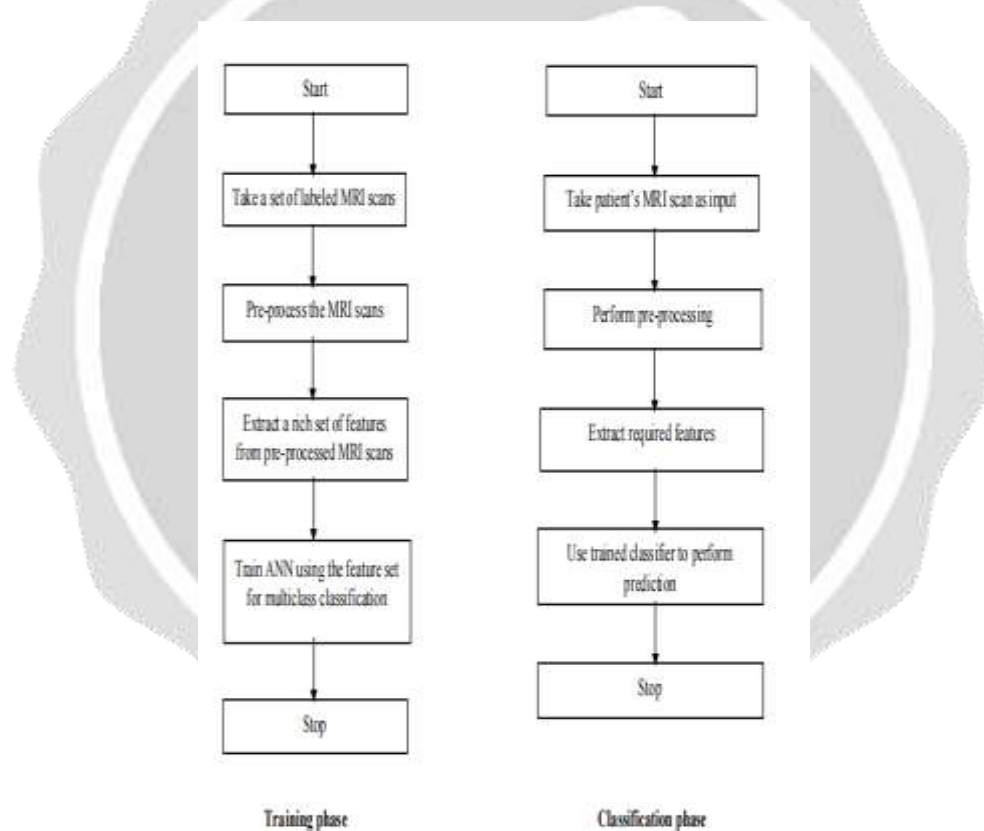 Start
Take a set of labeled MRI scans
Pre-process the MRI scans
Extract a rich set of features
from pre-processed MRI scans
Train ANN using the feature set
for multiclass classification
Stop
Training phase
Start
Take patient's MRI scan as input
Perform pre-processing
Extract required features
Use trained classifier to perform
prediction
Stop
Classification phase